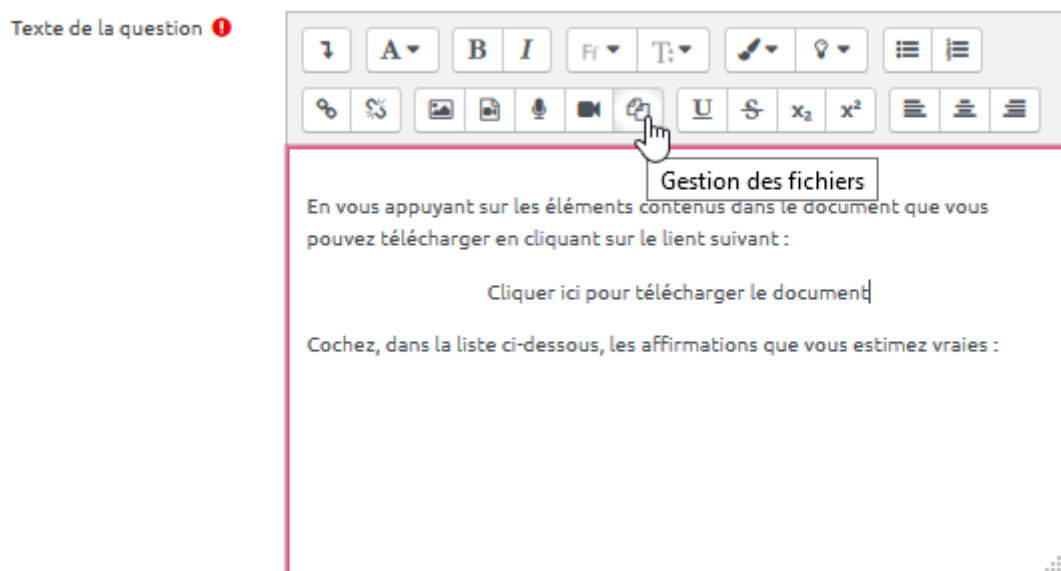 Texte de la question
A B I Ff T
U S x₂ x²
Gestion des fichiers
En vous appuyant sur les éléments contenus dans le document que vous
pouvez télécharger en cliquant sur le lient suivant :
Cliquer ici pour télécharger le document
Cochez, dans la liste ci-dessous, les affirmations que vous estimez vraies :